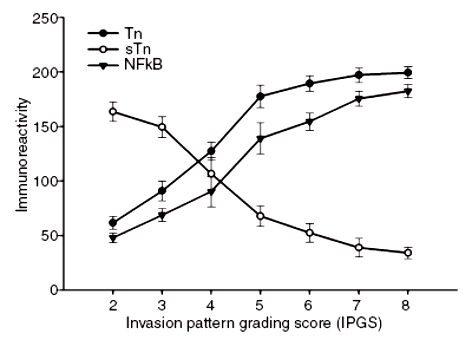 250
200
150
100
50
0
Immunoreactivity
Tn
sTn
NFkB
2 3 4 5 6 7 8
Invasion pattern grading score (IPGS)